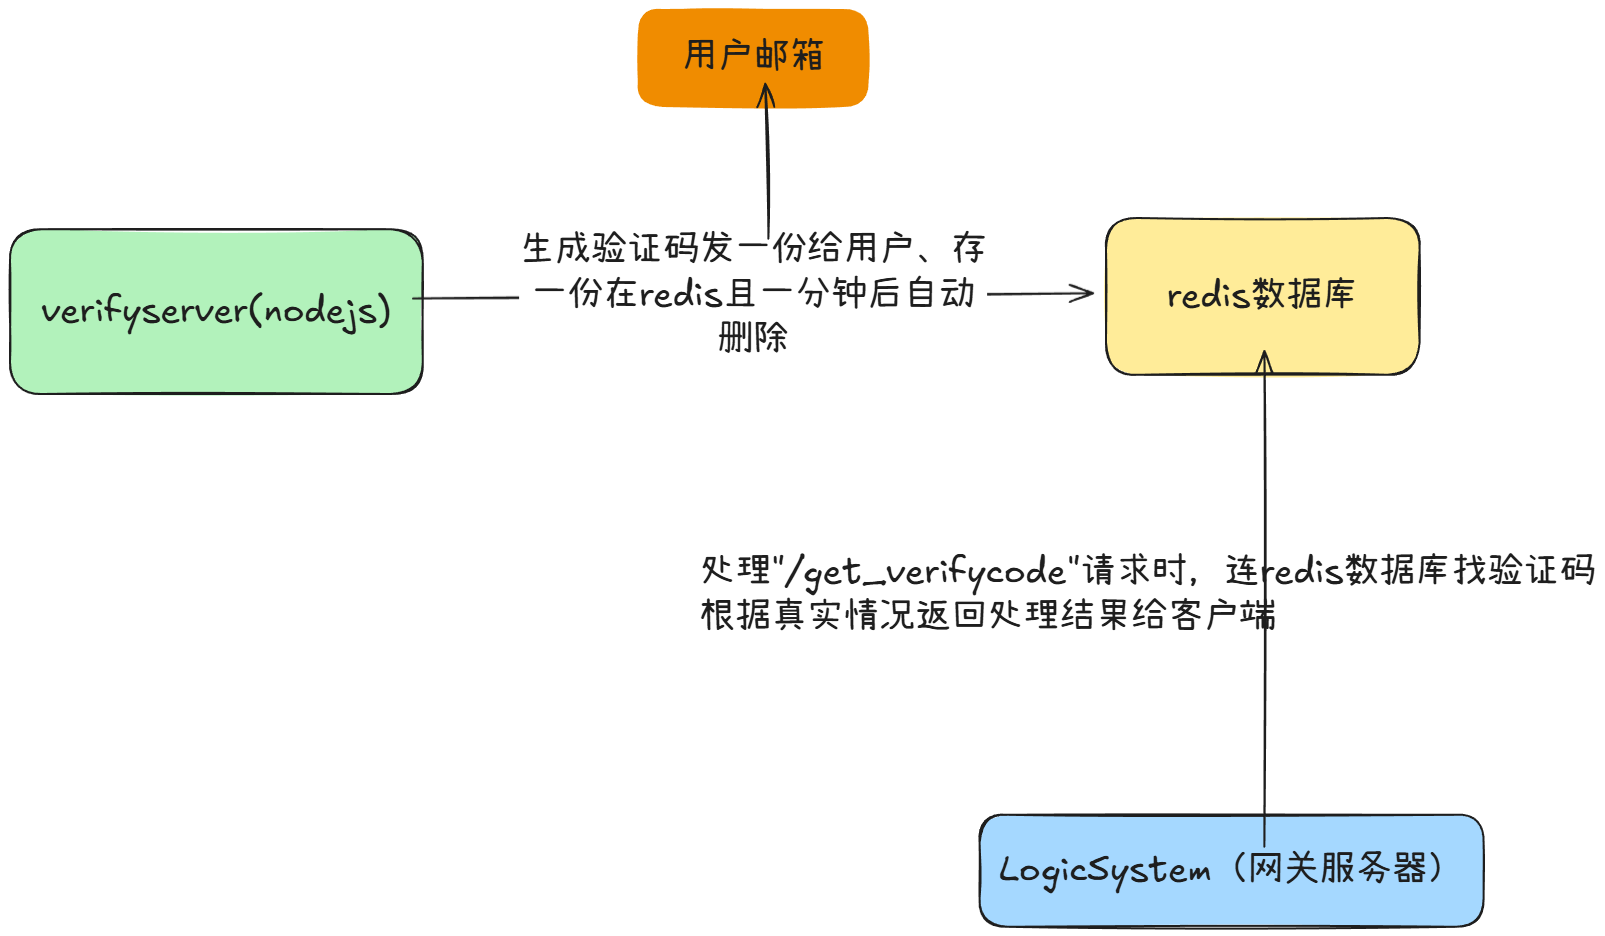 用户邮箱
verifyserver(nodejs)
生成验证码发一份给用户、存
一份在redis且一分钟后自动
删除
redis数据库
处理"/get_verifycode"请求时，连redis数据库找验证码
根据真实情况返回处理结果给客户端
LogicSystem（网关服务器）